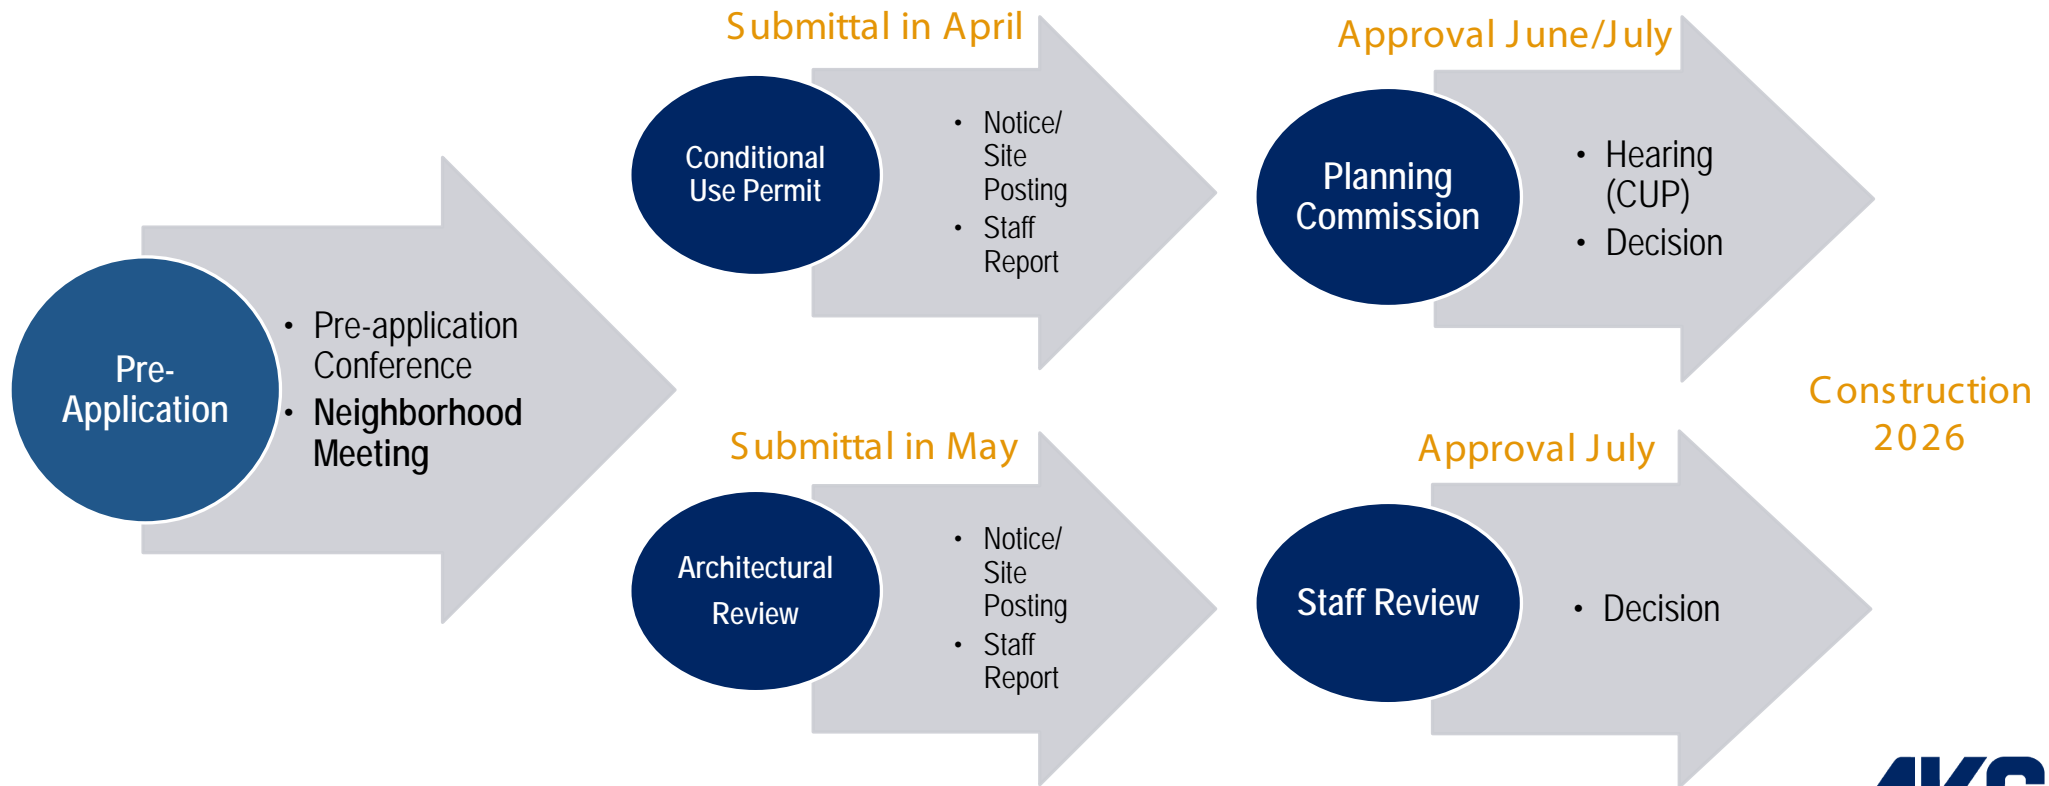 Pre-
Application
• Pre-application
Conference
• Neighborhood
Meeting
Submittal in April
Conditional
Use Permit
• Notice/
Site
Posting
• Staff
Report
Approval June/July
Planning
Commission
• Hearing
(CUP)
• Decision
Submittal in May
Architectural
Review
• Notice/
Site
Posting
• Staff
Report
Approval July
Staff Review
• Decision
Construction
2026